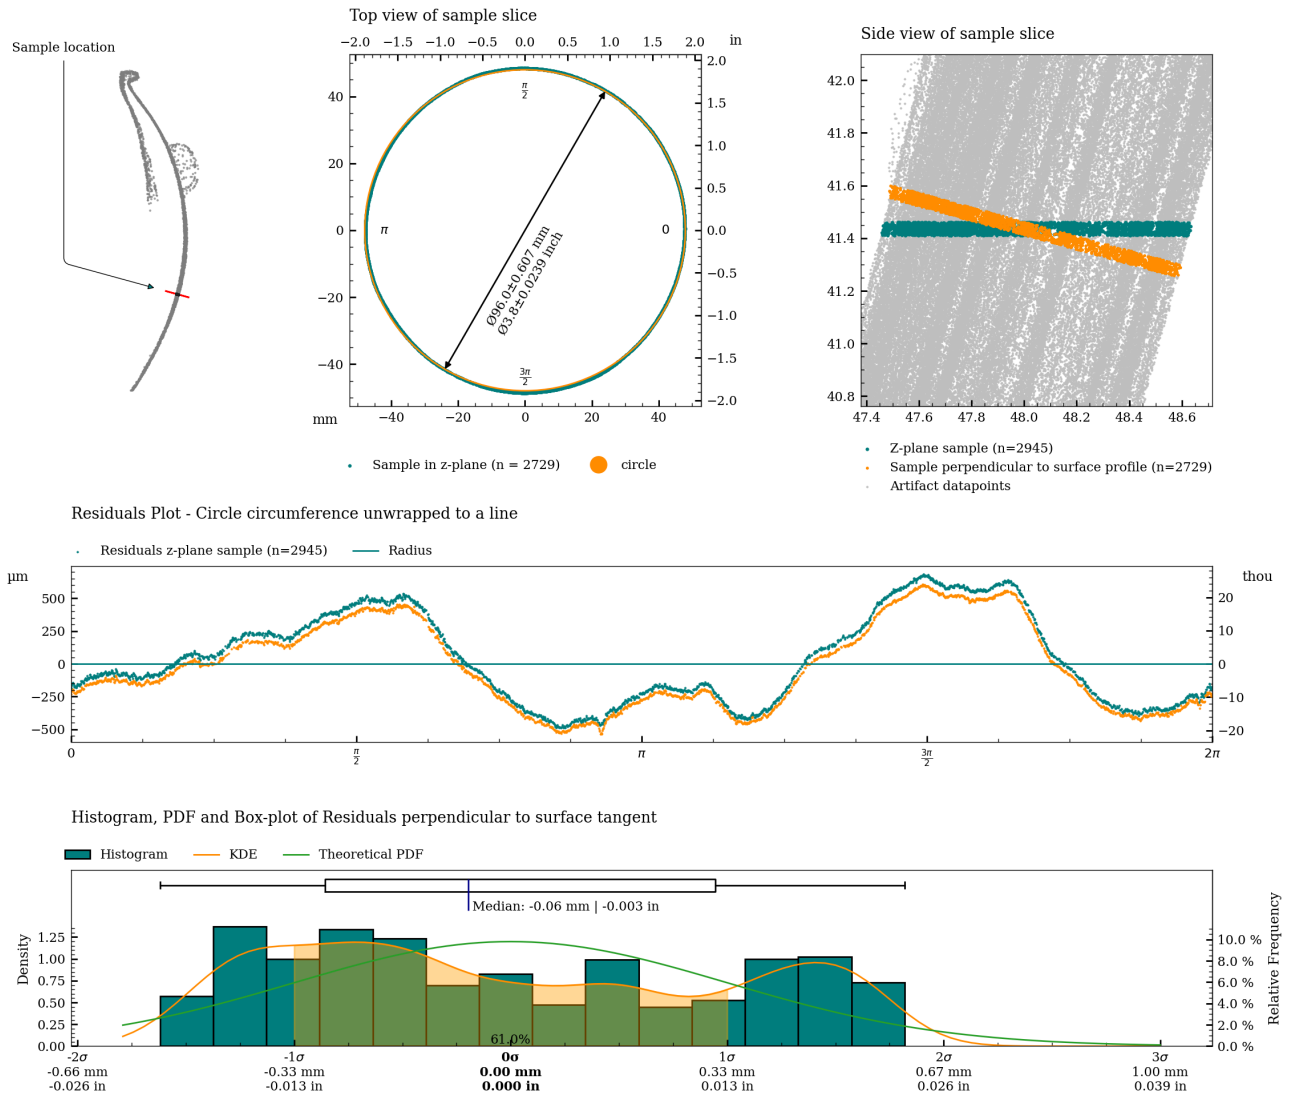 Sample location
Top view of sample slice
−2.0 −1.5 −1.0 −0.5 0.0 0.5 1.0 1.5 2.0 in
40
20
0
−20
−40
mm
−40 −20 0 20 40
2.0
1.5
1.0
0.5
0.0
−0.5
−1.0
−1.5
−2.0
π/2
π
0
3π/2
Ø96.0±0.607 mm
Ø3.8±0.0239 inch
Sample in z-plane (n = 2729) circle
Side view of sample slice
42.0
41.8
41.6
41.4
41.2
41.0
40.8
47.4 47.6 47.8 48.0 48.2 48.4 48.6
Z-plane sample (n=2945)
Sample perpendicular to surface profile (n=2729)
Artifact datapoints
Residuals Plot - Circle circumference unwrapped to a line
Residuals z-plane sample (n=2945) Radius
µm
thou
500
250
0
−250
−500
20
10
0
−10
−20
0 π/2 π 3π/2 2π
Histogram, PDF and Box-plot of Residuals perpendicular to surface tangent
Histogram KDE Theoretical PDF
Median: -0.06 mm | -0.003 in
Density
1.25
1.00
0.75
0.50
0.25
0.00
Relative Frequency
10.0 %
8.0 %
6.0 %
4.0 %
2.0 %
0.0 %
61.0%
-2σ -1σ 0σ 1σ 2σ 3σ
-0.66 mm -0.33 mm 0.00 mm 0.33 mm 0.67 mm 1.00 mm
-0.026 in -0.013 in 0.000 in 0.013 in 0.026 in 0.039 in